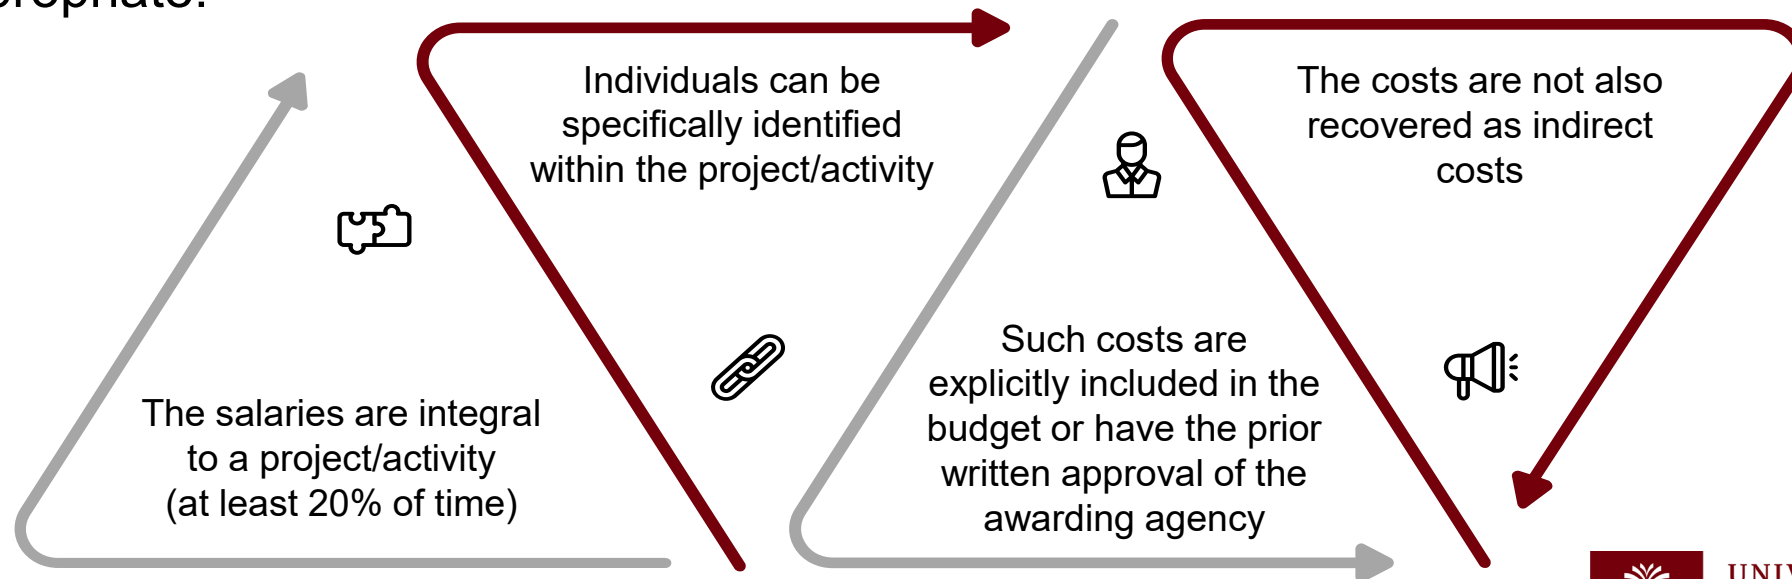 Individuals can be
specifically identified
within the project/activity
The costs are not also
recovered as indirect
costs
The salaries are integral
to a project/activity
(at least 20% of time)
Such costs are
explicitly included in the
budget or have the prior
written approval of the
awarding agency